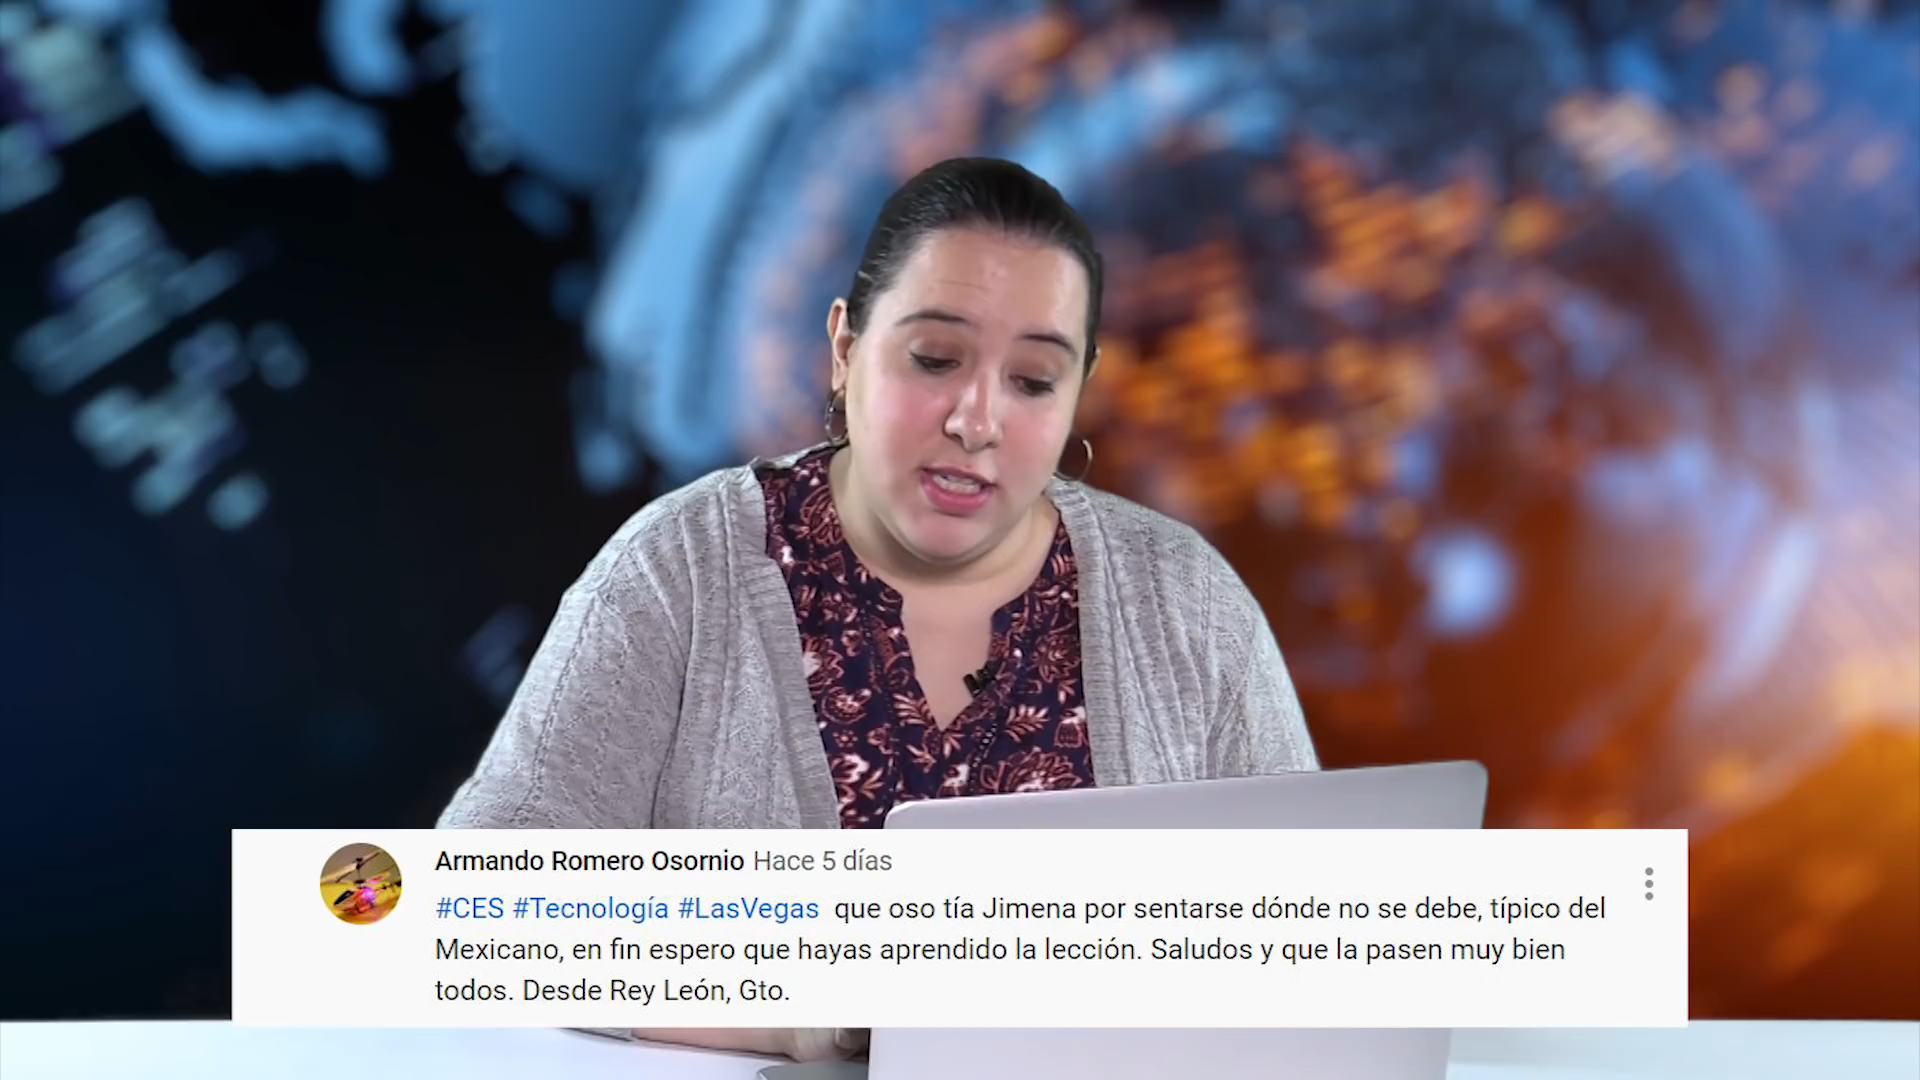 Armando Romero Osornio Hace 5 días
#CES #Tecnología #LasVegas que oso tía Jimena por sentarse dónde no se debe, típico del
Mexicano, en fin espero que hayas aprendido la lección. Saludos y que la pasen muy bien
todos. Desde Rey León, Gto.